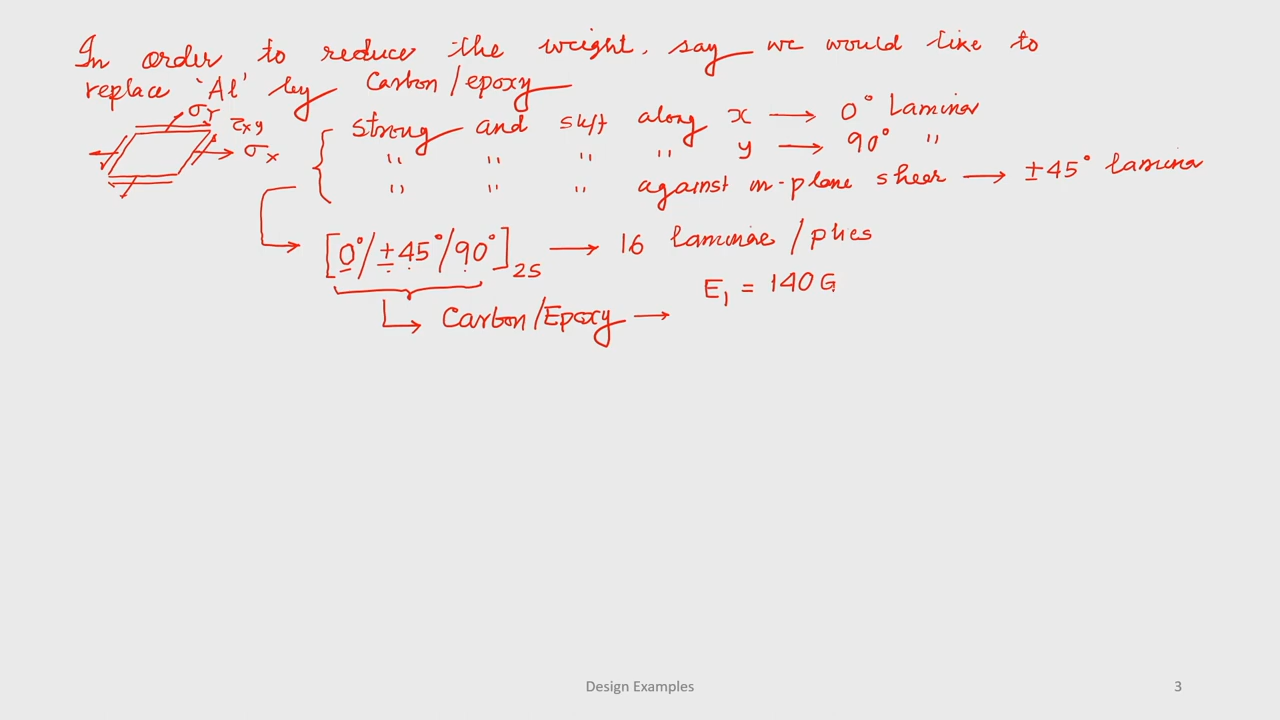 In order to reduce the weight, say we would like to
replace 'Al' by Carbon/epoxy
σY
τxy
σx
strong and stiff along x → 0° Lamina
" " " " y → 90° "
" " " against in-plane shear → ±45° lamina
[0°/±45°/90°]2S → 16 laminae/plies
E1 = 140 G
Carbon/Epoxy →
Design Examples
3